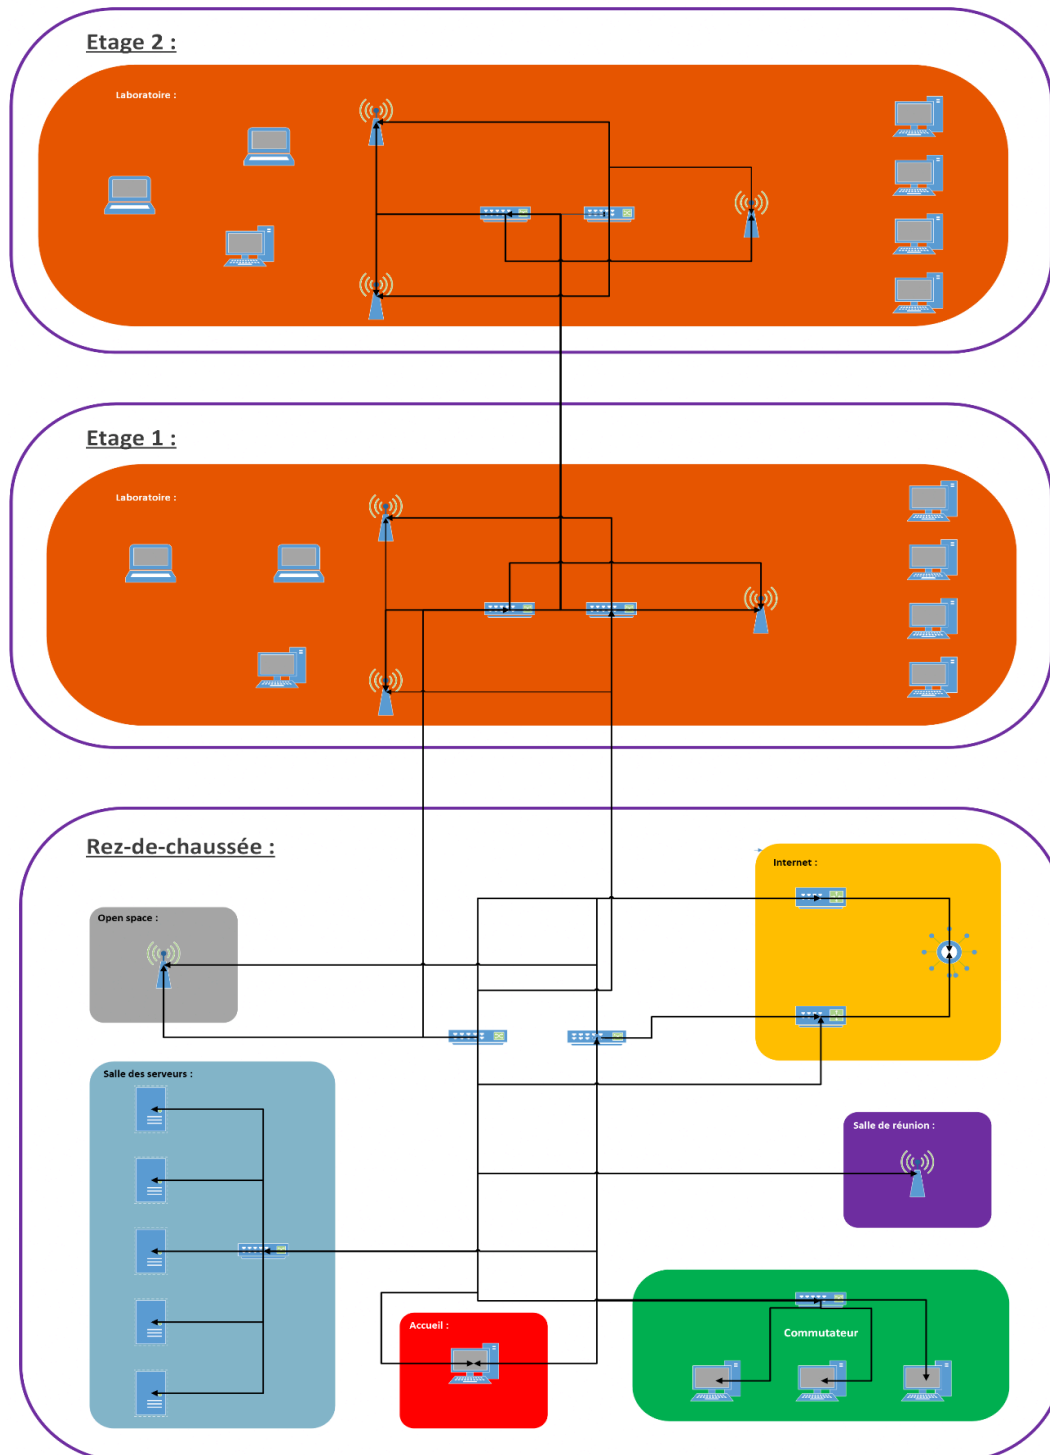 Etage 2 :
Laboratoire :
Etage 1 :
Laboratoire :
Rez-de-chaussée :
Internet :
Open space :
Salle des serveurs :
Salle de réunion :
Accueil :
Commutateur